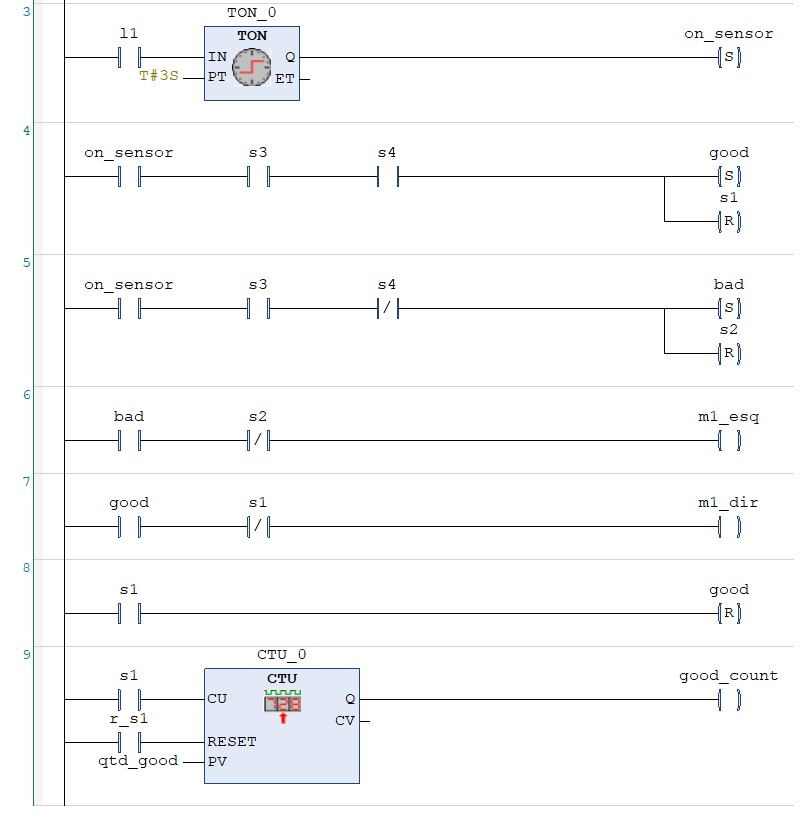 3
TON_0
l1
TON
on_sensor
IN
Q
S
T#3S
PT
ET
4
on_sensor s3 s4 good
S
s1
R
5
on_sensor s3 s4 bad
/
S
s2
R
6
bad s2 m1_esq
/
7
good s1 m1_dir
/
8
s1 good
R
9
CTU_0
s1
CTU
good_count
CU
Q
r_s1
CV
RESET
qtd_good
PV